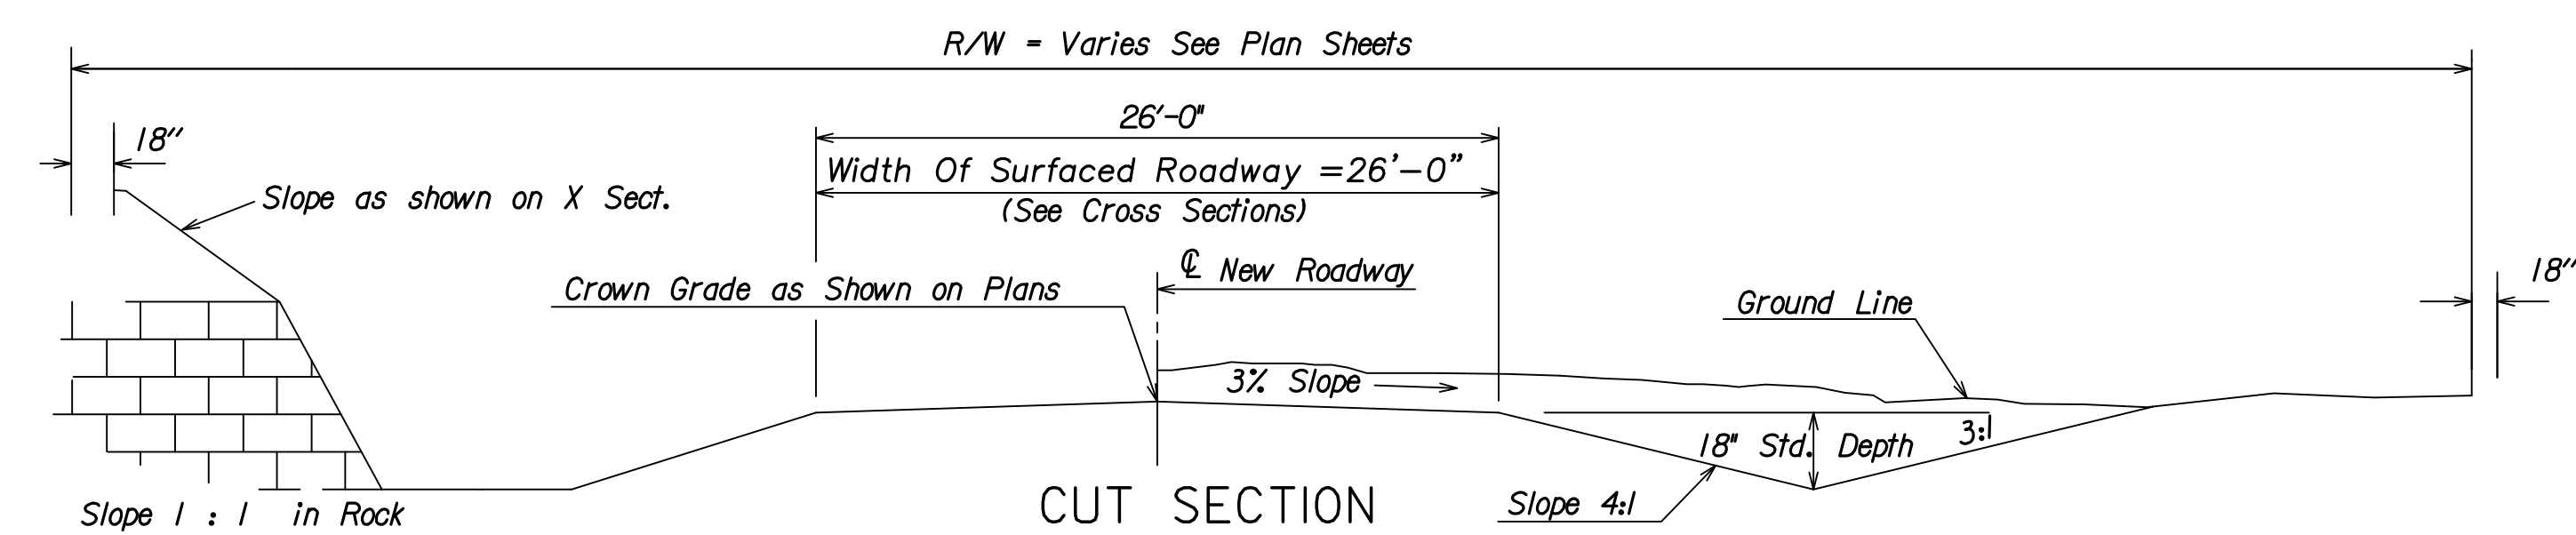 R/W = Varies See Plan Sheets
26'-0"
18"
Width Of Surfaced Roadway =26'-0"
Slope as shown on X Sect.
(See Cross Sections)
℄ New Roadway
18"
Crown Grade as Shown on Plans
Ground Line
3% Slope
3:1
18" Std. Depth
Slope 4:1
CUT SECTION
Slope 1 : 1 in Rock